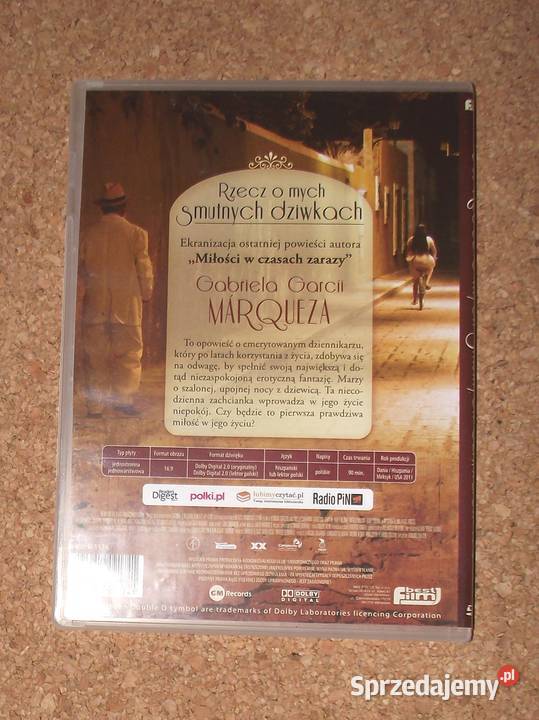 Rzecz o mych
smutnych dziwkach
Ekranizacja ostatniej powieści autora
„Miłości w czasach zarazy”
Gabriela Garcii
MÁRQUEZA
To opowieść o emerytowanym dziennikarzu,
który po latach korzystania z życia, zdobywa się
na odwagę, by spełnić swoją największą i do-
tąd niezaspokojoną erotyczną fantazję. Marzy
o szalonej, upojnej nocy z dziewicą. Ta nieco-
dzienna zachcianka wprowadza w jego życie
niepokój. Czy będzie to pierwsza prawdziwa
miłość w jego życiu?
Typ płyty Format obrazu Format dźwięku Język Napisy Czas trwania Rok produkcji
jednostronna
jednowarstwowa
16:9
Dolby Digital 2.0 (oryginalny)
Dolby Digital 2.0 (lektor polski)
hiszpański
lub lektor polski
polskie
90 min.
Dania / Hiszpania /
Meksyk / USA 2011
Reader's
Digest
polki.pl
lubimyczytać.pl
Radio PiN
GM Records
DOLBY
DIGITAL
best
film
Double D symbol are trademarks of Dolby Laboratories licencing Corporation
Sprzedajemy.pl